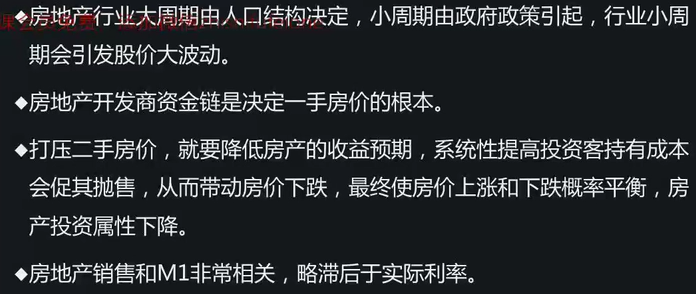 ◆房地产行业大周期由人口结构决定，小周期由政府政策引起，行业小周
期会引发股价大波动。
◆房地产开发商资金链是决定一手房价的根本。
◆打压二手房价，就要降低房产的收益预期，系统性提高投资客持有成本
会促其抛售，从而带动房价下跌，最终使房价上涨和下跌概率平衡，房
产投资属性下降。
◆房地产销售和M1非常相关，略滞后于实际利率。